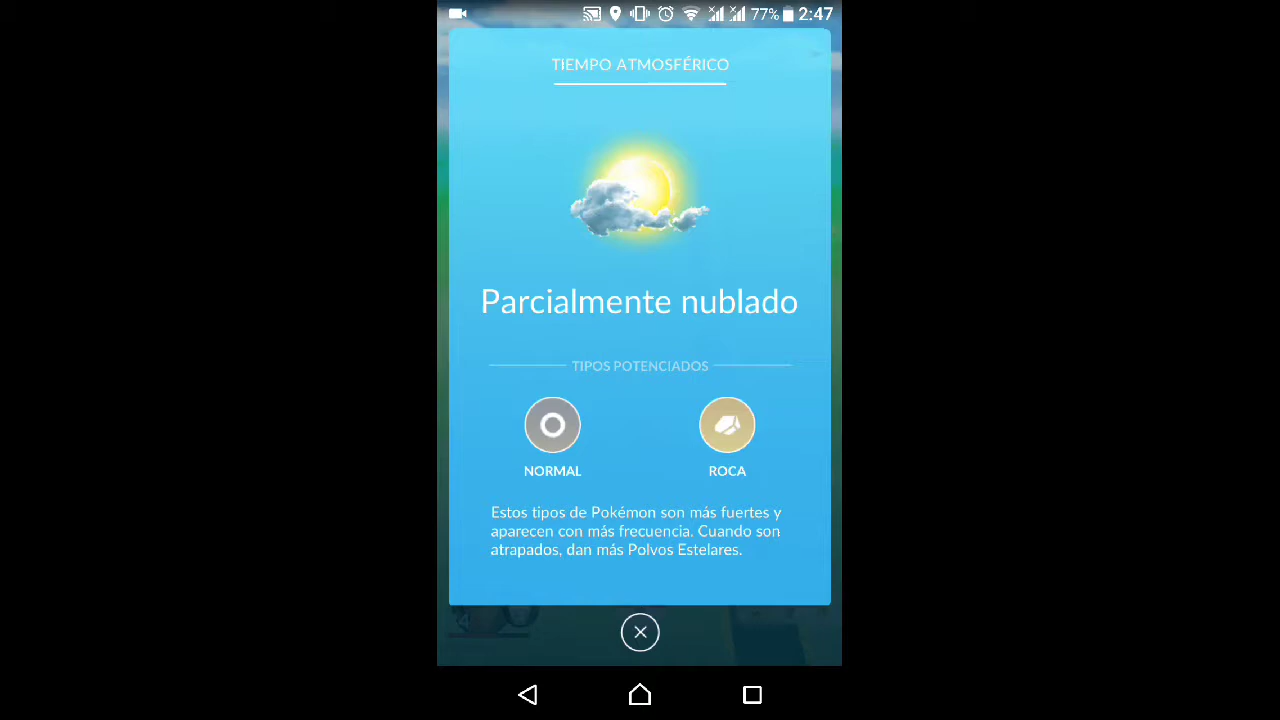 77% 2:47
TIEMPO ATMOSFÉRICO
Parcialmente nublado
TIPOS POTENCIADOS
NORMAL ROCA
Estos tipos de Pokémon son más fuertes y
aparecen con más frecuencia. Cuando son
atrapados, dan más Polvos Estelares.